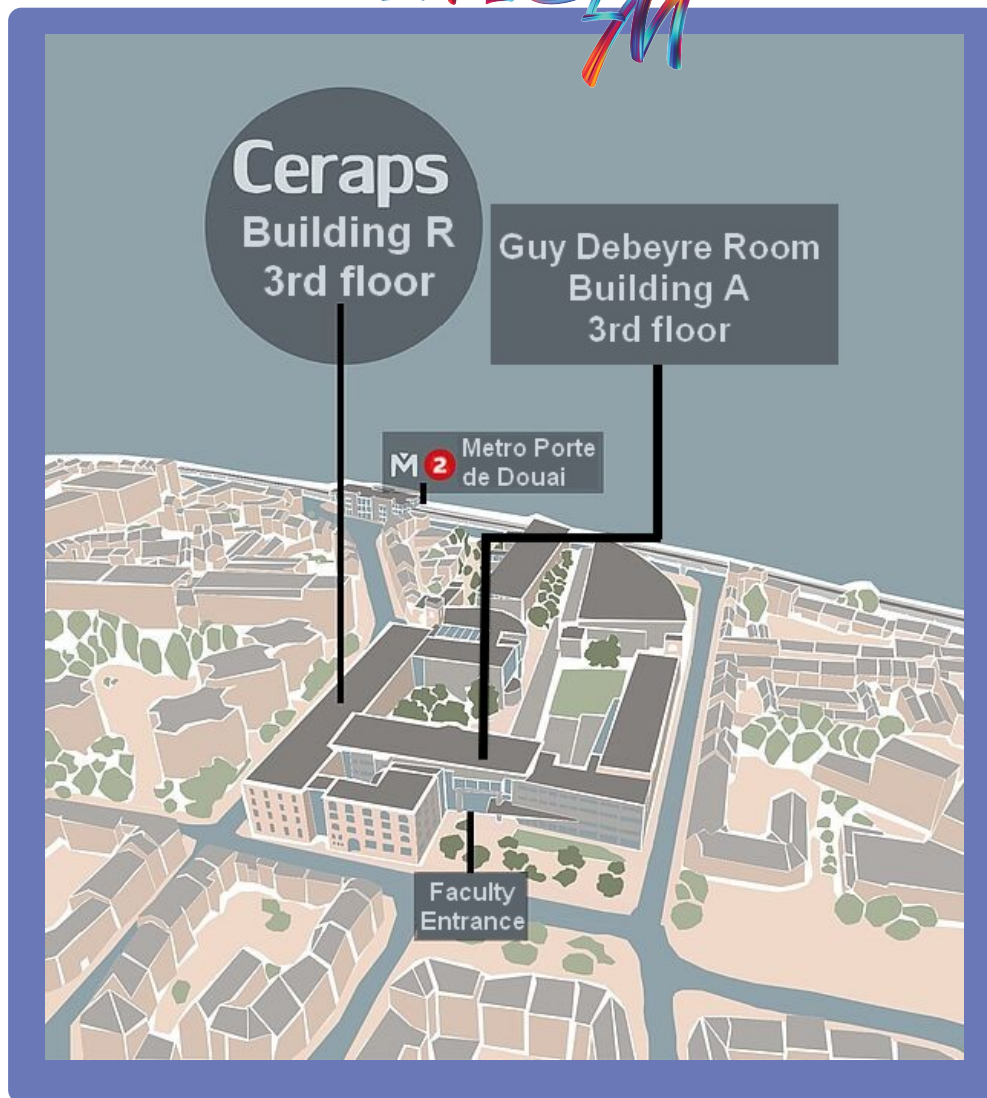 Ceraps
Building R
3rd floor
Guy Debeyre Room
Building A
3rd floor
M 2 Metro Porte
de Douai
Faculty
Entrance